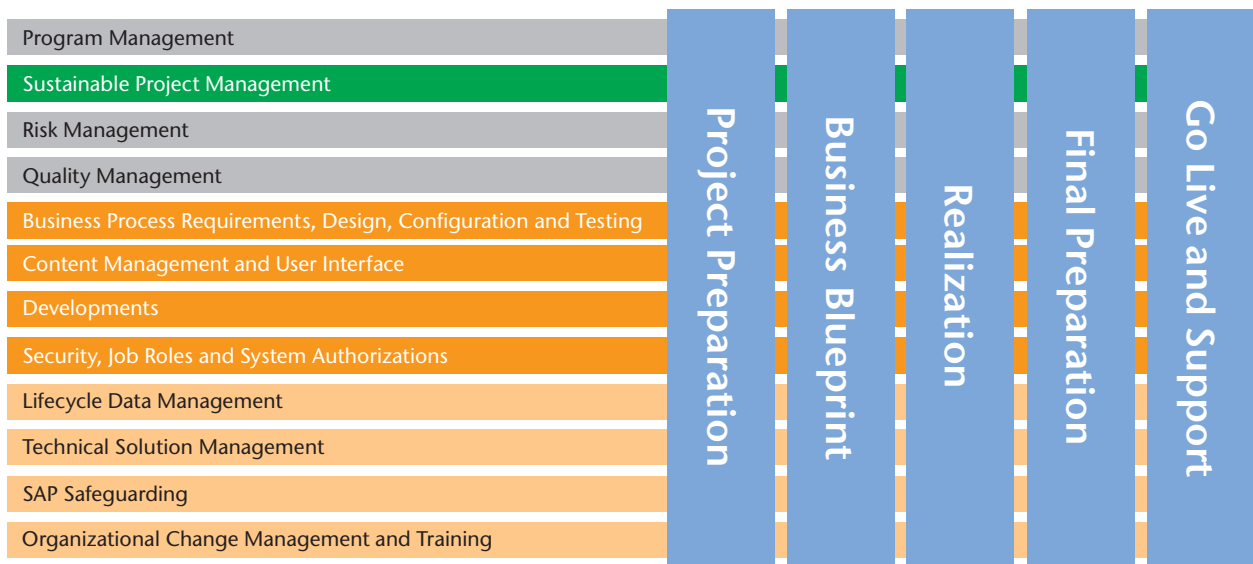 Program Management
Sustainable Project Management
Risk Management
Quality Management
Business Process Requirements, Design, Configuration and Testing
Content Management and User Interface
Developments
Security, Job Roles and System Authorizations
Lifecycle Data Management
Technical Solution Management
SAP Safeguarding
Organizational Change Management and Training
Project Preparation
Business Blueprint
Realization
Final Preparation
Go Live and Support